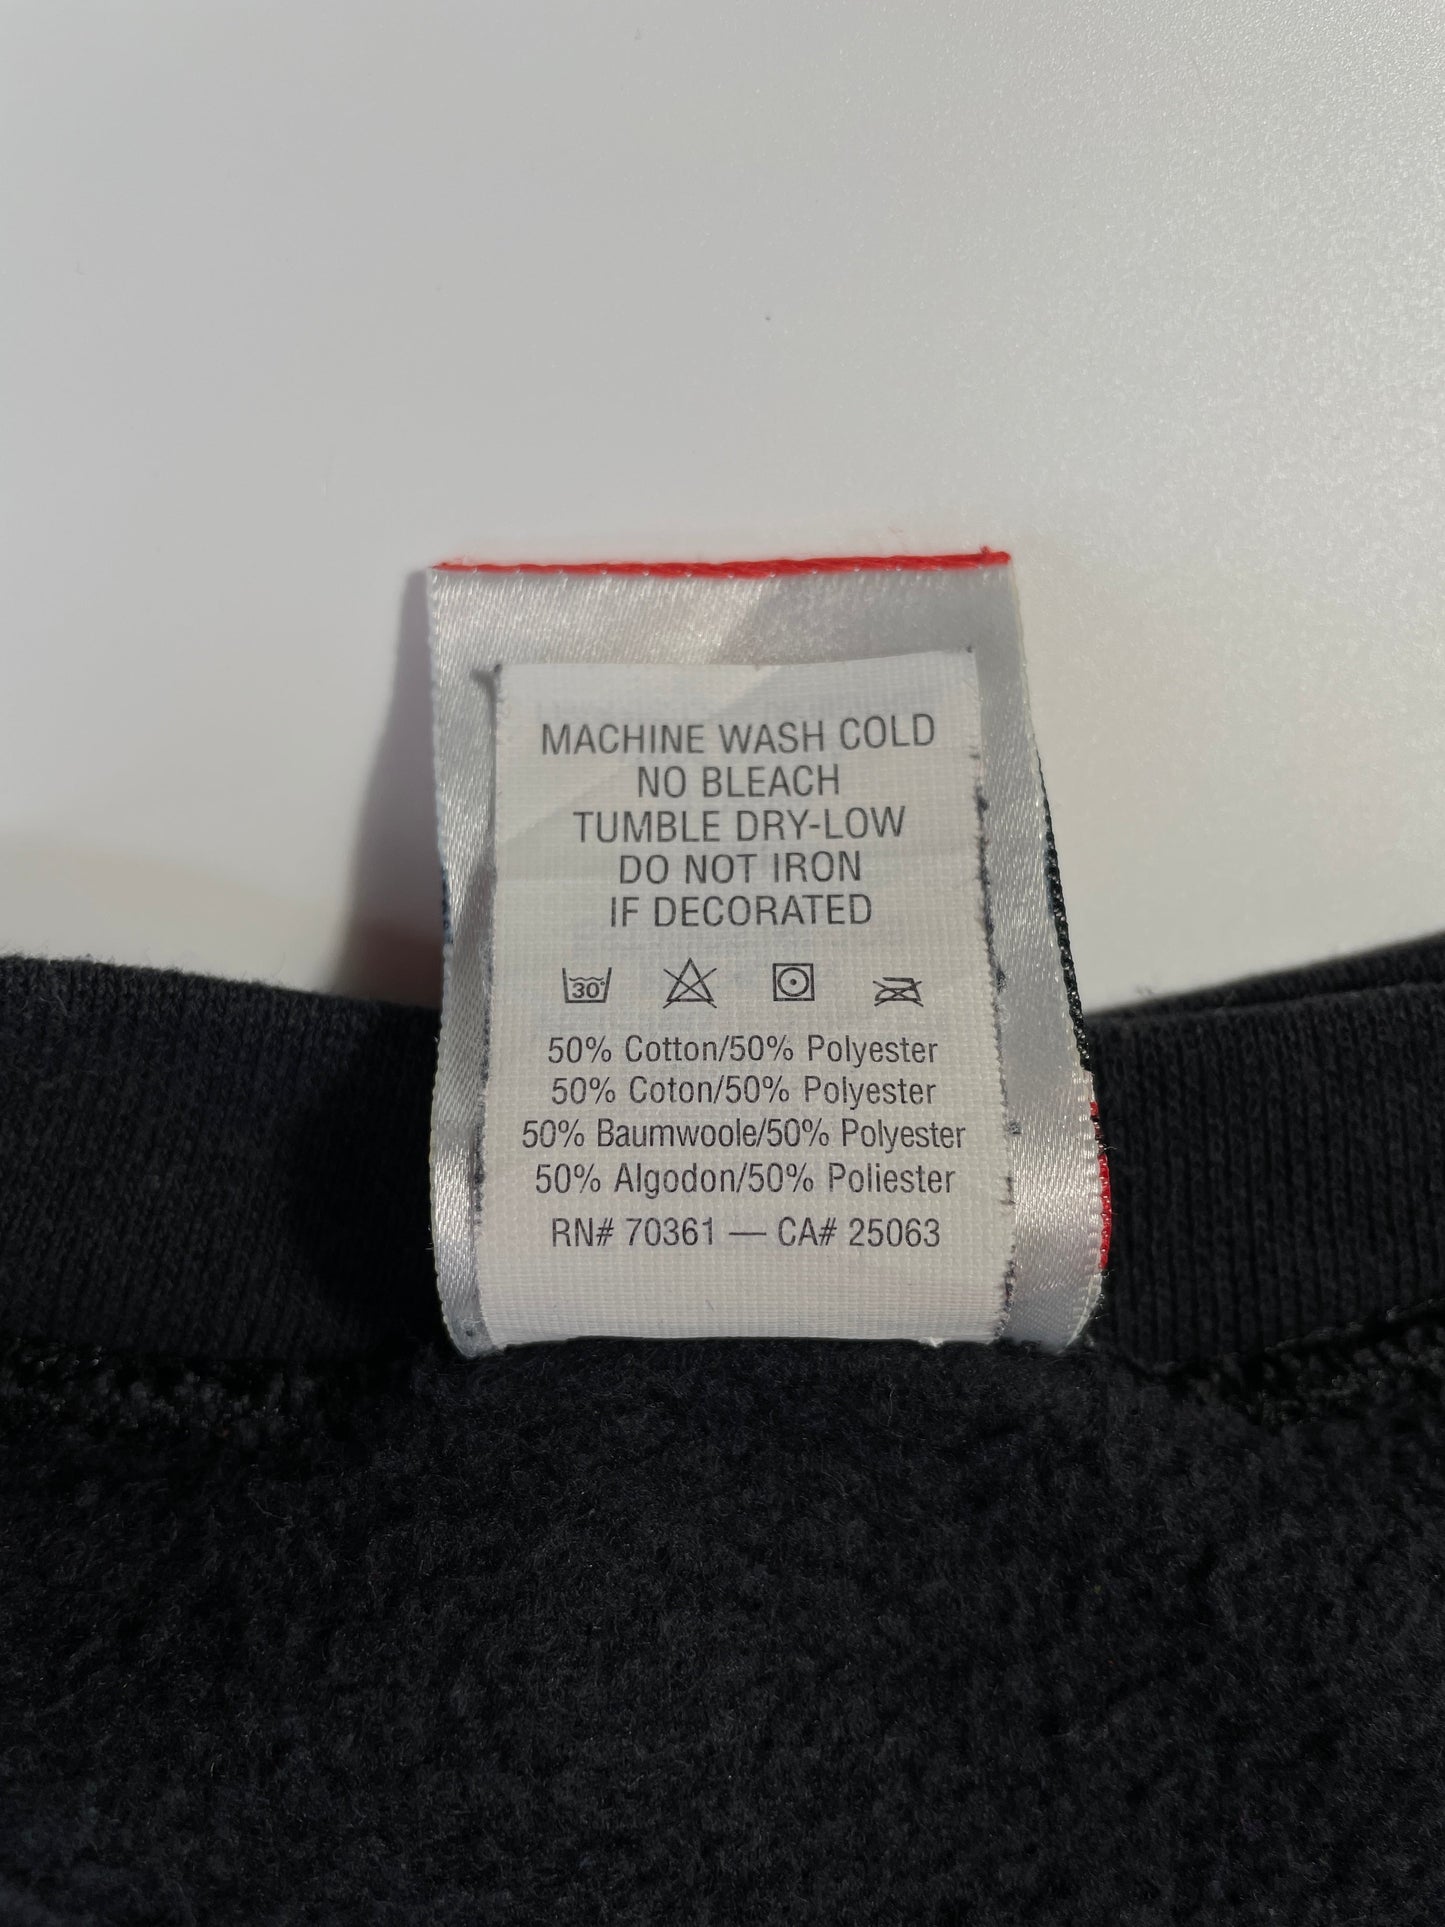 MACHINE WASH COLD
NO BLEACH
TUMBLE DRY-LOW
DO NOT IRON
IF DECORATED
30°
50% Cotton/50% Polyester
50% Coton/50% Polyester
50% Baumwoole/50% Polyester
50% Algodon/50% Poliester
RN# 70361 — CA# 25063